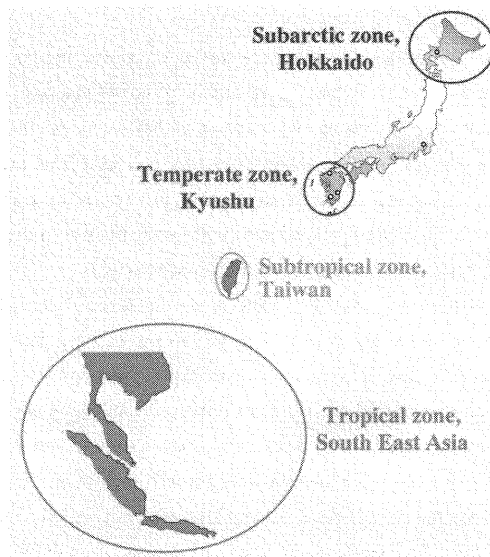 Subarctic zone,
Hokkaido
Temperate zone,
Kyushu
Subtropical zone,
Taiwan
Tropical zone,
South East Asia